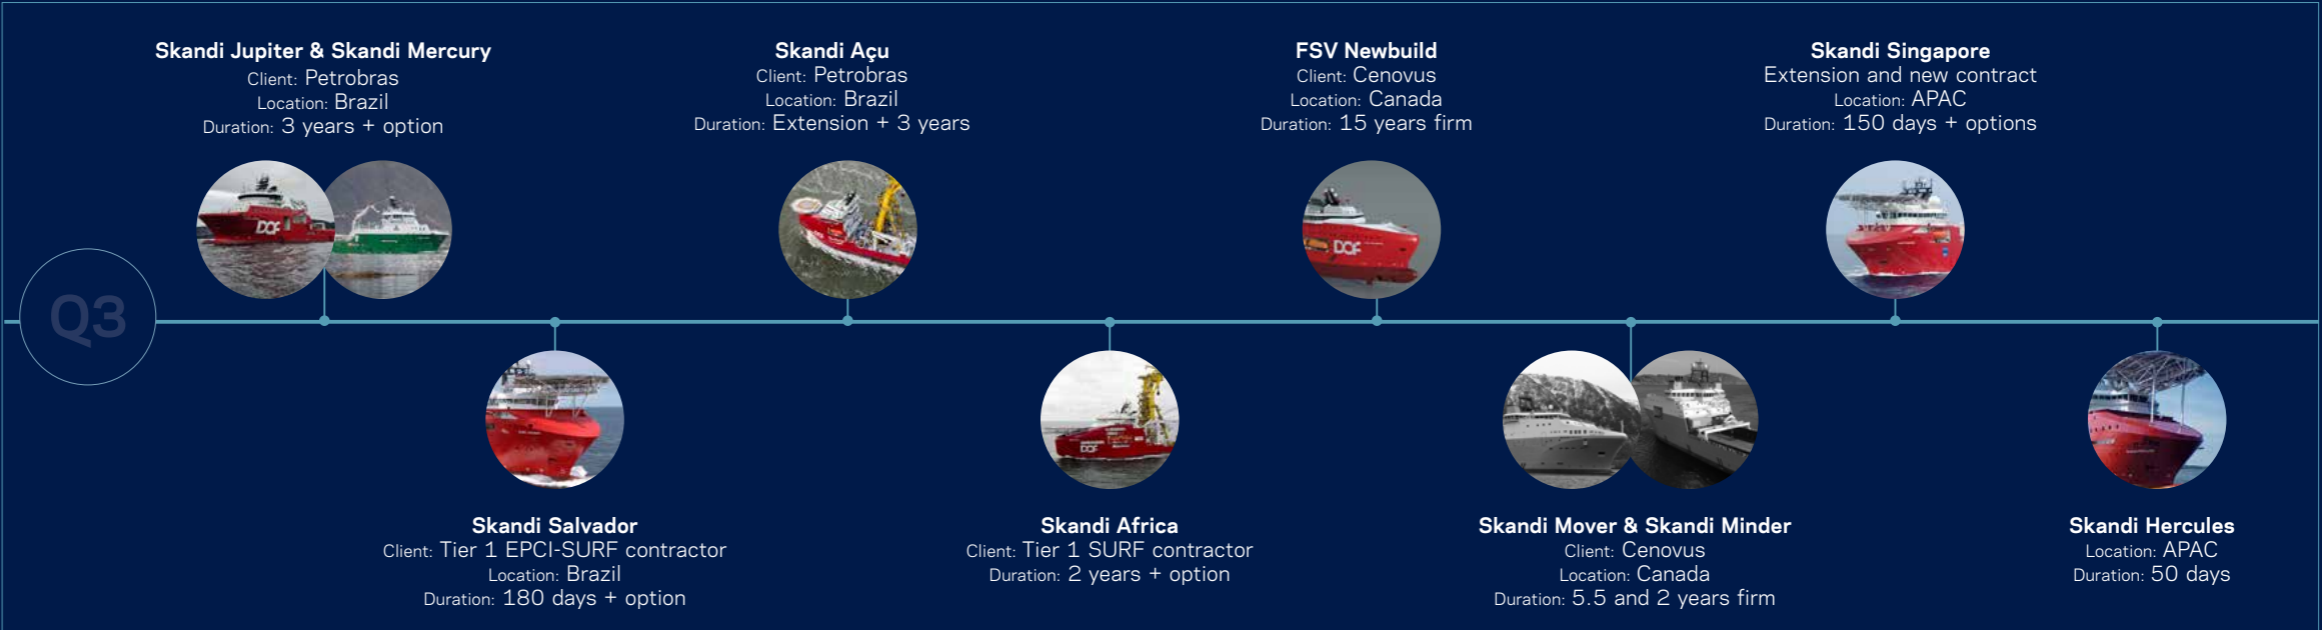 Skandi Jupiter & Skandi Mercury
Client: Petrobras
Location: Brazil
Duration: 3 years + option
Skandi Açu
Client: Petrobras
Location: Brazil
Duration: Extension + 3 years
FSV Newbuild
Client: Cenovus
Location: Canada
Duration: 15 years firm
Skandi Singapore
Extension and new contract
Location: APAC
Duration: 150 days + options
DOF
DOF
Q3
DOF
Skandi Salvador
Client: Tier 1 EPCI-SURF contractor
Location: Brazil
Duration: 180 days + option
Skandi Africa
Client: Tier 1 SURF contractor
Duration: 2 years + option
Skandi Mover & Skandi Minder
Client: Cenovus
Location: Canada
Duration: 5.5 and 2 years firm
Skandi Hercules
Location: APAC
Duration: 50 days